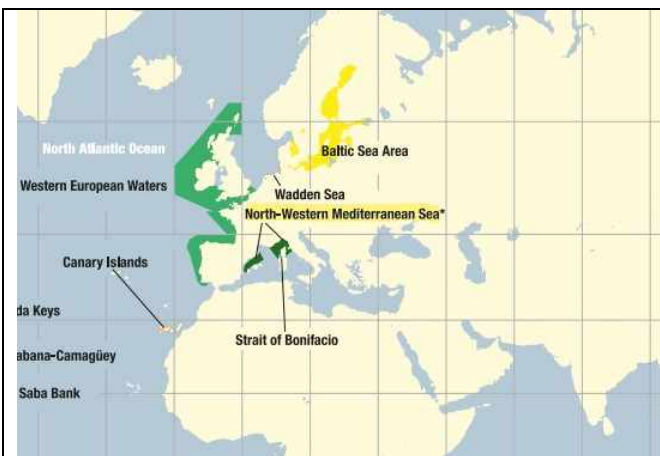 North Atlantic Ocean
Baltic Sea Area
Western European Waters
Wadden Sea
North-Western Mediterranean Sea*
Canary Islands
da Keys
Strait of Bonifacio
abana-Camagüey
Saba Bank